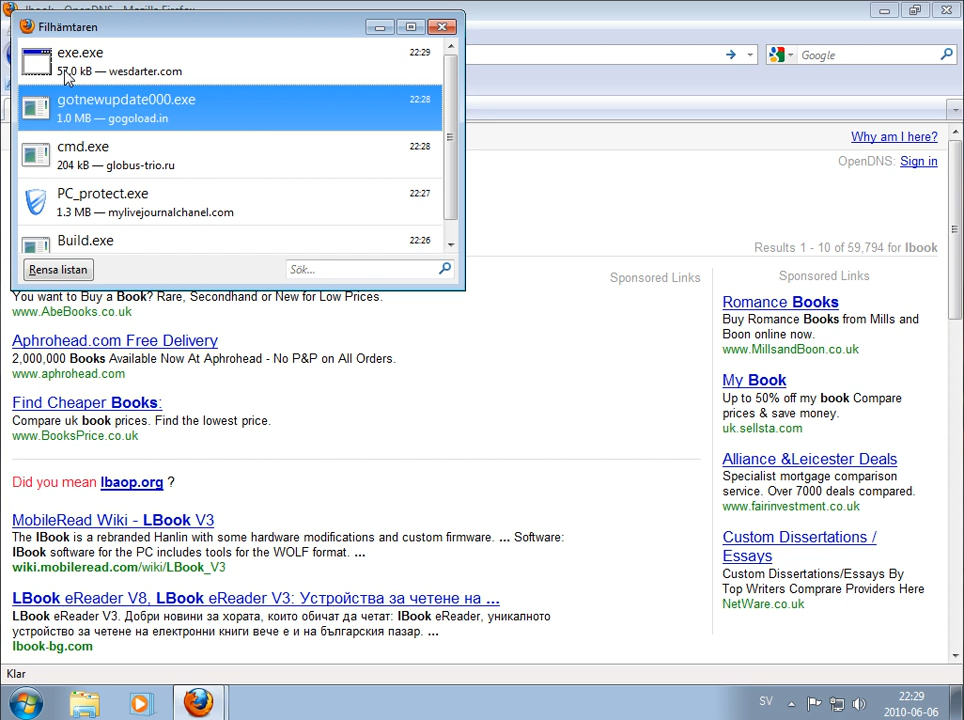 lbook - OpenDNS - Mozilla Firefox
Filhämtaren
exe.exe
22:29
57.0 kB — wesdarter.com
gotnewupdate000.exe
22:28
1.0 MB — gogoload.in
cmd.exe
22:28
204 kB — globus-trio.ru
PC_protect.exe
22:27
1.3 MB — mylivejournalchanel.com
Build.exe
22:26
Rensa listan
Sök...
Google
Why am I here?
OpenDNS: Sign in
Results 1 - 10 of 59,794 for lbook
Sponsored Links
You want to Buy a Book? Rare, Secondhand or New for Low Prices.
www.AbeBooks.co.uk
Aphrohead.com Free Delivery
2,000,000 Books Available Now At Aphrohead - No P&P on All Orders.
www.aphrohead.com
Find Cheaper Books:
Compare uk book prices. Find the lowest price.
www.BooksPrice.co.uk
Did you mean lbaop.org ?
MobileRead Wiki - LBook V3
The lBook is a rebranded Hanlin with some hardware modifications and custom firmware. ... Software:
lBook software for the PC includes tools for the WOLF format. ...
wiki.mobileread.com/wiki/LBook_V3
LBook eReader V8, LBook eReader V3: Устройства за четене на ...
LBook eReader V3. Добри новини за хората, които обичат да четат: lBook eReader, уникалното
устройство за четене на електронни книги вече е и на българския пазар. ...
lbook-bg.com
Sponsored Links
Romance Books
Buy Romance Books from Mills and
Boon online now.
www.MillsandBoon.co.uk
My Book
Up to 50% off my book Compare
prices & save money.
uk.sellsta.com
Alliance &Leicester Deals
Specialist mortgage comparison
service. Over 7000 deals compared.
www.fairinvestment.co.uk
Custom Dissertations /
Essays
Custom Dissertations/Essays By
Top Writers Compare Providers Here
NetWare.co.uk
Klar
SV
22:29
2010-06-06